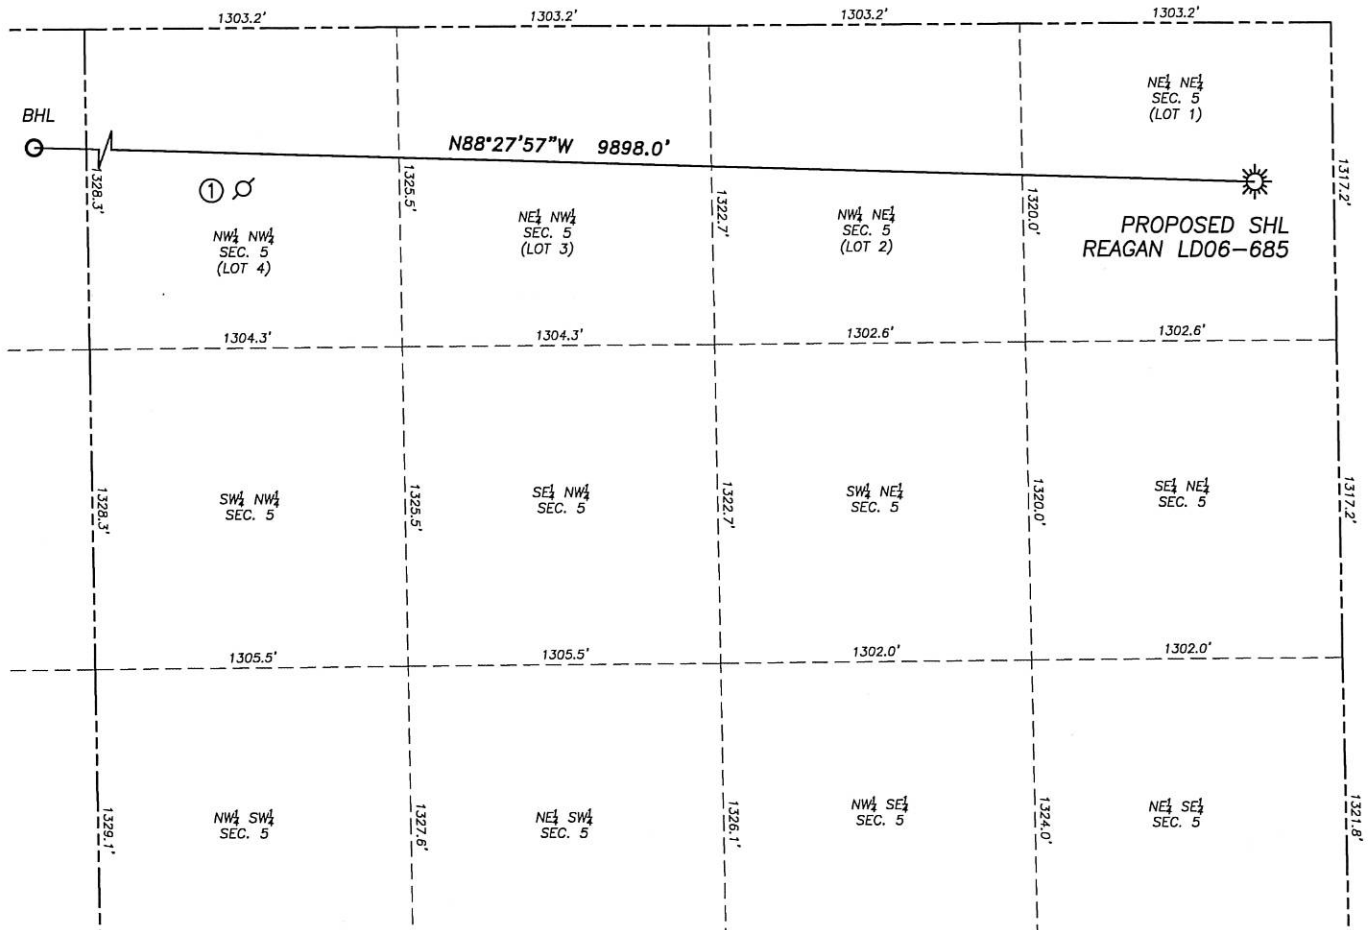 1303.2'
1303.2'
1303.2'
1303.2'
NE¼ NE¼
SEC. 5
(LOT 1)
BHL
N88°27'57"W 9898.0'
1328.3'
1325.5'
1322.7'
1320.0'
1317.2'
①
NW¼ NW¼
SEC. 5
(LOT 4)
NE¼ NW¼
SEC. 5
(LOT 3)
NW¼ NE¼
SEC. 5
(LOT 2)
PROPOSED SHL
REAGAN LD06-685
1304.3'
1304.3'
1302.6'
1302.6'
1328.3'
SW¼ NW¼
SEC. 5
1325.5'
SE¼ NW¼
SEC. 5
1322.7'
SW¼ NE¼
SEC. 5
1320.0'
SE¼ NE¼
SEC. 5
1317.2'
1305.5'
1305.5'
1302.0'
1302.0'
1329.1'
NW¼ SW¼
SEC. 5
1327.6'
NE¼ SW¼
SEC. 5
1326.1'
NW¼ SE¼
SEC. 5
1324.0'
NE¼ SE¼
SEC. 5
1321.8'